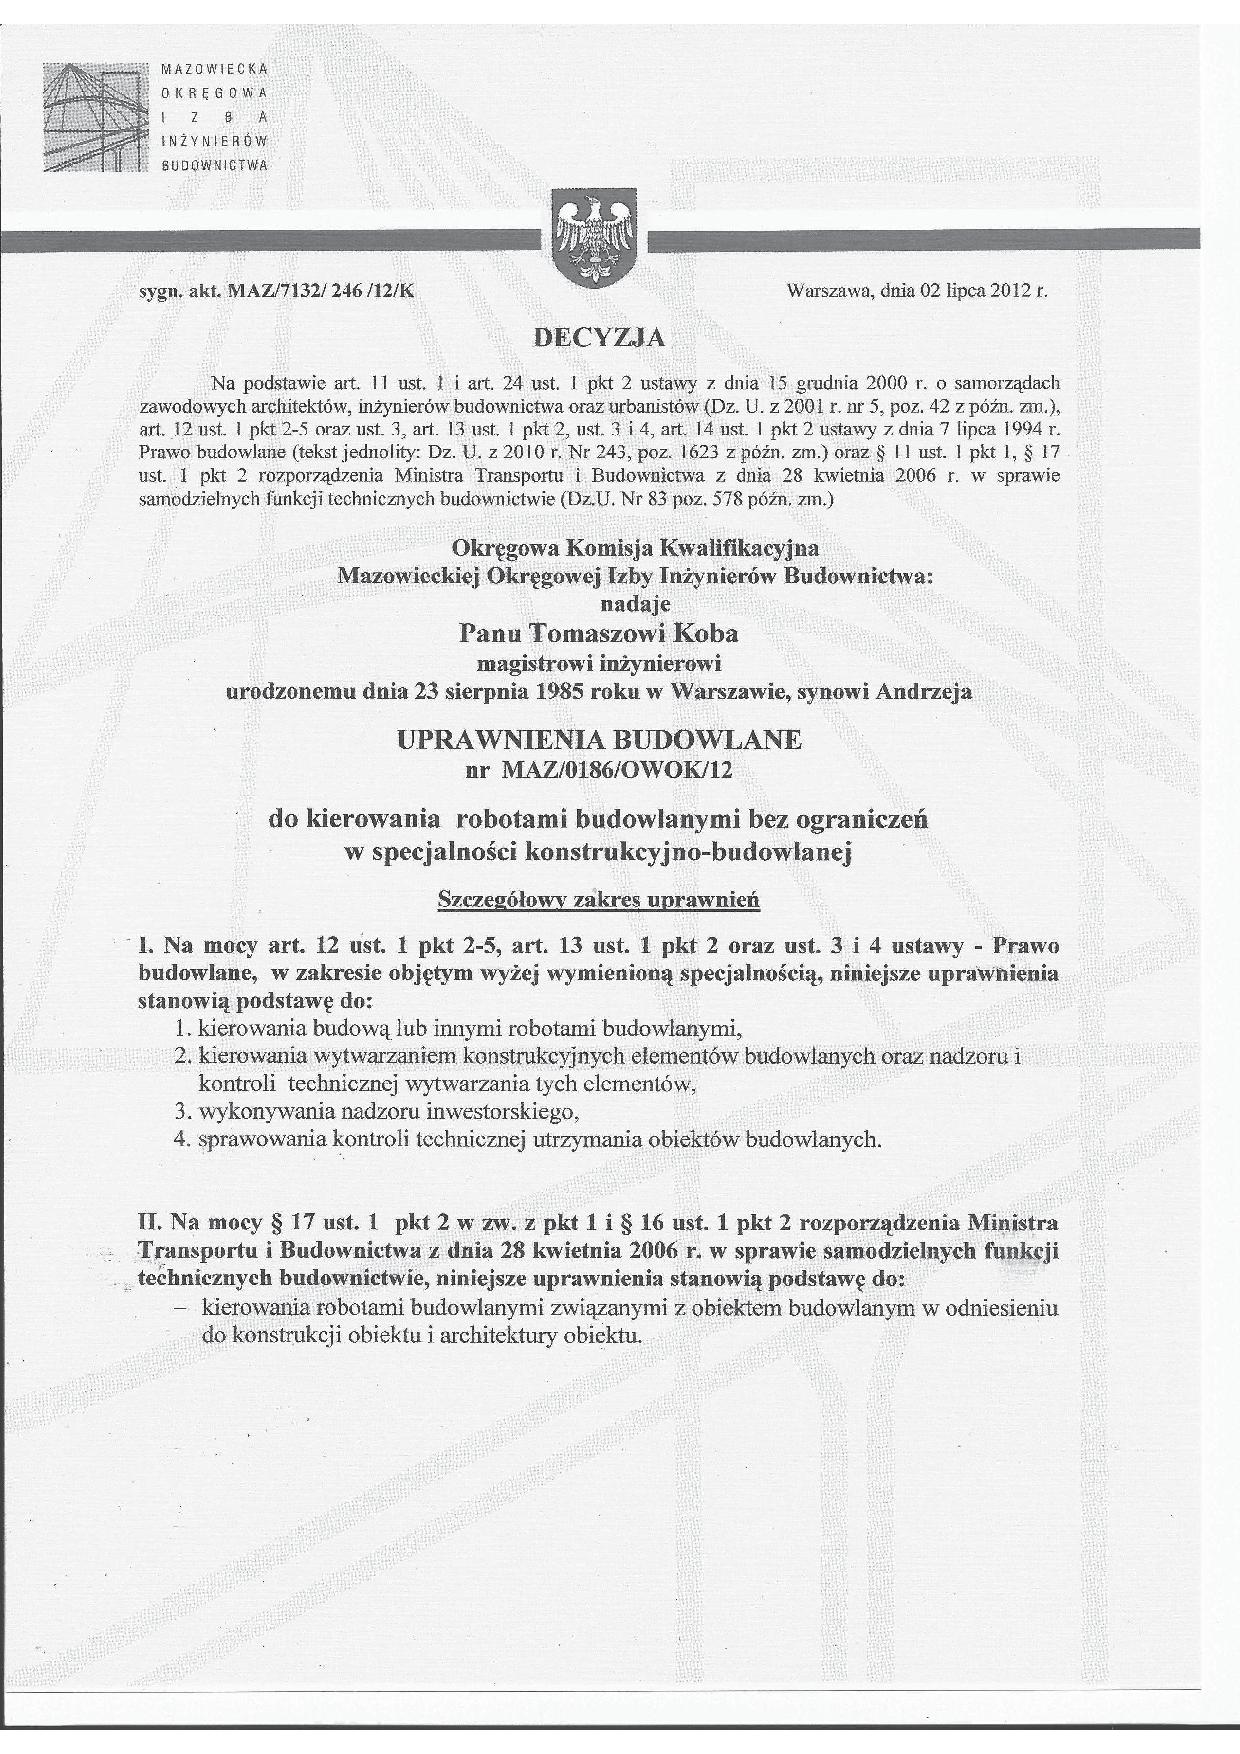 MAZOWIECKA
OKRĘGOWA
IZBA
INŻYNIERÓW
BUDOWNICTWA
sygn. akt. MAZ/7132/ 246 /12/K
Warszawa, dnia 02 lipca 2012 r.
DECYZJA
Na podstawie art. 11 ust. 1 i art. 24 ust. 1 pkt 2 ustawy z dnia 15 grudnia 2000 r. o samorządach
zawodowych architektów, inżynierów budownictwa oraz urbanistów (Dz. U. z 2001 r. nr 5, poz. 42 z późn. zm.),
art. 12 ust. 1 pkt 2-5 oraz ust. 3, art. 13 ust. 1 pkt 2, ust. 3 i 4, art. 14 ust. 1 pkt 2 ustawy z dnia 7 lipca 1994 r.
Prawo budowlane (tekst jednolity: Dz. U. z 2010 r. Nr 243, poz. 1623 z późn. zm.) oraz § 11 ust. 1 pkt 1, § 17
ust. 1 pkt 2 rozporządzenia Ministra Transportu i Budownictwa z dnia 28 kwietnia 2006 r. w sprawie
samodzielnych funkcji technicznych budownictwie (Dz.U. Nr 83 poz. 578 późn. zm.)
Okręgowa Komisja Kwalifikacyjna
Mazowieckiej Okręgowej Izby Inżynierów Budownictwa:
nadaje
Panu Tomaszowi Koba
magistrowi inżynierowi
urodzonemu dnia 23 sierpnia 1985 roku w Warszawie, synowi Andrzeja
UPRAWNIENIA BUDOWLANE
nr MAZ/0186/OWOK/12
do kierowania robotami budowlanymi bez ograniczeń
w specjalności konstrukcyjno-budowlanej
Szczegółowy zakres uprawnień
I. Na mocy art. 12 ust. 1 pkt 2-5, art. 13 ust. 1 pkt 2 oraz ust. 3 i 4 ustawy - Prawo
budowlane, w zakresie objętym wyżej wymienioną specjalnością, niniejsze uprawnienia
stanowią podstawę do:
1. kierowania budową lub innymi robotami budowlanymi,
2. kierowania wytwarzaniem konstrukcyjnych elementów budowlanych oraz nadzoru i
kontroli technicznej wytwarzania tych elementów,
3. wykonywania nadzoru inwestorskiego,
4. sprawowania kontroli technicznej utrzymania obiektów budowlanych.
II. Na mocy § 17 ust. 1 pkt 2 w zw. z pkt 1 i § 16 ust. 1 pkt 2 rozporządzenia Ministra
Transportu i Budownictwa z dnia 28 kwietnia 2006 r. w sprawie samodzielnych funkcji
technicznych budownictwie, niniejsze uprawnienia stanowią podstawę do:
– kierowania robotami budowlanymi związanymi z obiektem budowlanym w odniesieniu
do konstrukcji obiektu i architektury obiektu.